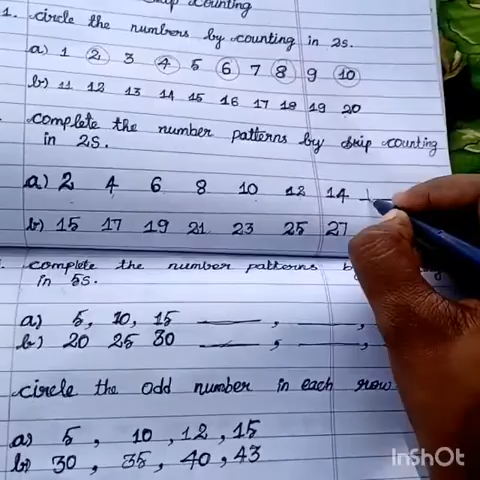 skip counting
1. circle the numbers by counting in 2s.
a) 1 2 3 4 5 6 7 8 9 10
b) 11 12 13 14 15 16 17 18 19 20
complete the number patterns by skip counting
in 2s.
a) 2 4 6 8 10 12 14
b) 15 17 19 21 23 25 27
complete the number patterns
in 5s.
a) 5, 10, 15 ____, ____,
b) 20 25 30 ____, ____,
circle the odd number in each row
a) 5, 10, 12, 15
b) 30, 35, 40, 43
InShOt